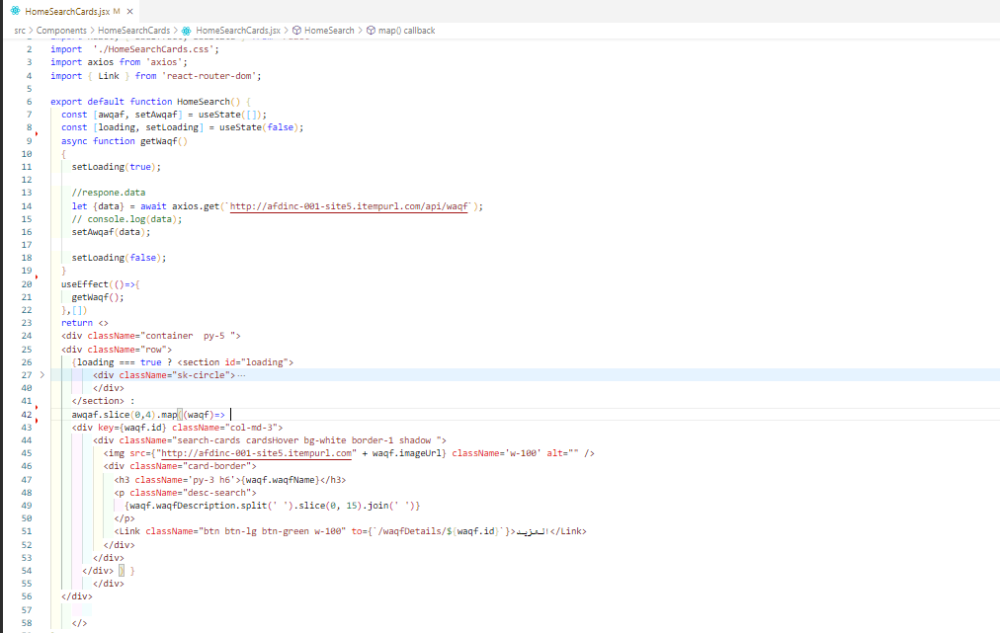 HomeSearchCards.jsx M ×
src > Components > HomeSearchCards > HomeSearchCards.jsx > HomeSearch > map() callback
2 import './HomeSearchCards.css';
3 import axios from 'axios';
4 import { Link } from 'react-router-dom';
5
6 export default function HomeSearch() {
7 const [awqaf, setAwqaf] = useState([]);
8 const [loading, setLoading] = useState(false);
9 async function getWaqf()
10 {
11 setLoading(true);
12
13 //respone.data
14 let {data} = await axios.get(`http://afdinc-001-site5.itempurl.com/api/waqf`);
15 // console.log(data);
16 setAwqaf(data);
17
18 setLoading(false);
19 }
20 useEffect(()=>{
21 getWaqf();
22 },[])
23 return <>
24 <div className="container  py-5 ">
25 <div className="row">
26 {loading === true ? <section id="loading">
27 > <div className="sk-circle">···
40 </div>
41 </section> :
42 awqaf.slice(0,4).map((waqf)=>
43 <div key={waqf.id} className="col-md-3">
44 <div className="search-cards cardsHover bg-white border-1 shadow ">
45 <img src={"http://afdinc-001-site5.itempurl.com" + waqf.imageUrl} className='w-100' alt="" />
46 <div className="card-border">
47 <h3 className='py-3 h6'>{waqf.waqfName}</h3>
48 <p className="desc-search">
49 {waqf.waqfDescription.split(' ').slice(0, 15).join(' ')}
50 </p>
51 <Link className="btn btn-lg btn-green w-100" to={`/waqfDetails/${waqf.id}`}>المزيد</Link>
52 </div>
53 </div>
54 </div> ) }
55 </div>
56 </div>
57
58 </>